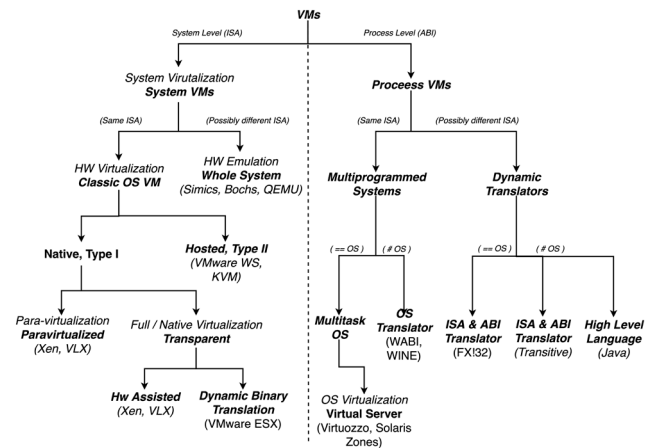 VMs
System Level (ISA)
Process Level (ABI)
System Virutalization
System VMs
Proceess VMs
(Same ISA)
(Possibly different ISA)
(Same ISA)
(Possibly different ISA)
HW Virtualization
Classic OS VM
HW Emulation
Whole System
(Simics, Bochs, QEMU)
Multiprogrammed
Systems
Dynamic
Translators
Native, Type I
Hosted, Type II
(VMware WS,
KVM)
( == OS )
( # OS )
( == OS )
( # OS )
Para-virtualization
Paravirtualized
(Xen, VLX)
Full / Native Virtualization
Transparent
Multitask
OS
OS
Translator
(WABI,
WINE)
ISA & ABI
Translator
(FX!32)
ISA & ABI
Translator
(Transitive)
High Level
Language
(Java)
Hw Assisted
(Xen, VLX)
Dynamic Binary
Translation
(VMware ESX)
OS Virtualization
Virtual Server
(Virtuozzo, Solaris
Zones)